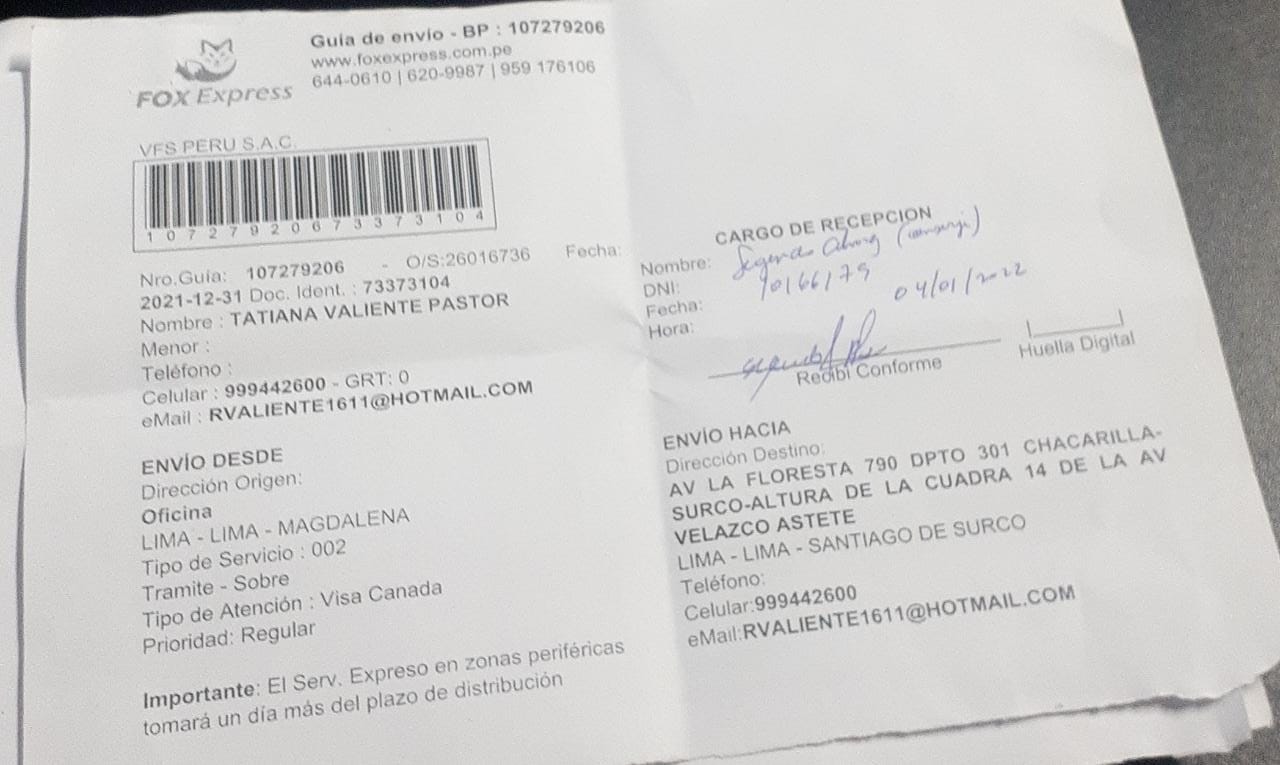 FOX Express
Guía de envío - BP : 107279206
www.foxexpress.com.pe
644-0610 | 620-9987 | 959 176106
VFS PERU S.A.C.
10727920673373104
Nro.Guía: 107279206 - O/S:26016736 Fecha:
2021-12-31 Doc. Ident. : 73373104
Nombre : TATIANA VALIENTE PASTOR
Menor :
Teléfono :
Celular : 999442600 - GRT: 0
eMail : RVALIENTE1611@HOTMAIL.COM
ENVÍO DESDE
Dirección Origen:
Oficina
LIMA - LIMA - MAGDALENA
Tipo de Servicio : 002
Tramite - Sobre
Tipo de Atención : Visa Canada
Prioridad: Regular
Importante: El Serv. Expreso en zonas periféricas
tomará un día más del plazo de distribución
CARGO DE RECEPCION
Nombre: Segundo
DNI:
Fecha: 04/01/2022
Hora:
Recibí Conforme
Huella Digital
ENVÍO HACIA
Dirección Destino:
AV LA FLORESTA 790 DPTO 301 CHACARILLA-
SURCO-ALTURA DE LA CUADRA 14 DE LA AV
VELAZCO ASTETE
LIMA - LIMA - SANTIAGO DE SURCO
Teléfono:
Celular:999442600
eMail:RVALIENTE1611@HOTMAIL.COM